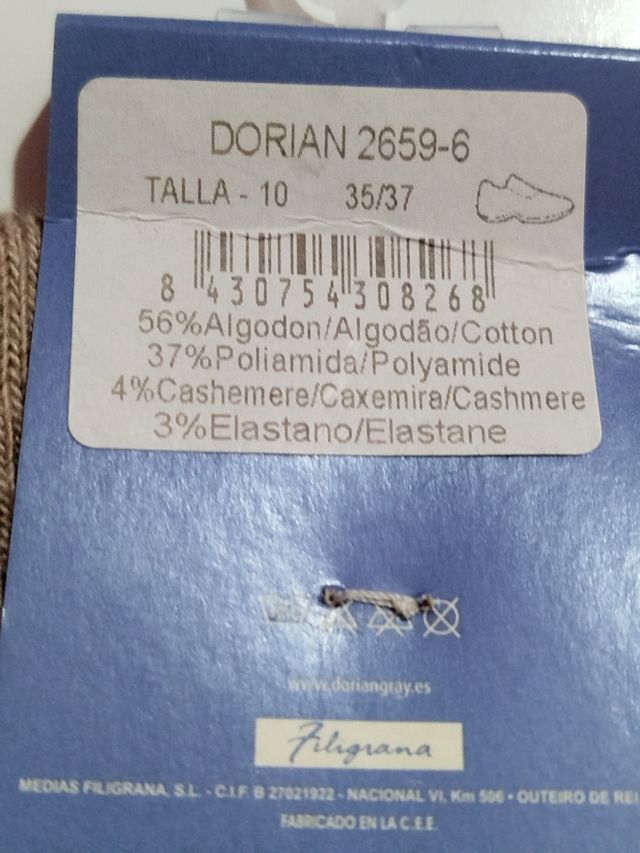 DORIAN 2659-6
TALLA - 10 35/37
8 430754 308268
56%Algodon/Algodão/Cotton
37%Poliamida/Polyamide
4%Cashemere/Caxemira/Cashmere
3%Elastano/Elastane
www.doriangray.es
Filigrana
MEDIAS FILIGRANA, S.L. - C.I.F. B 27021922 - NACIONAL VI, Km 506 • OUTEIRO DE REI
FABRICADO EN LA C.E.E.